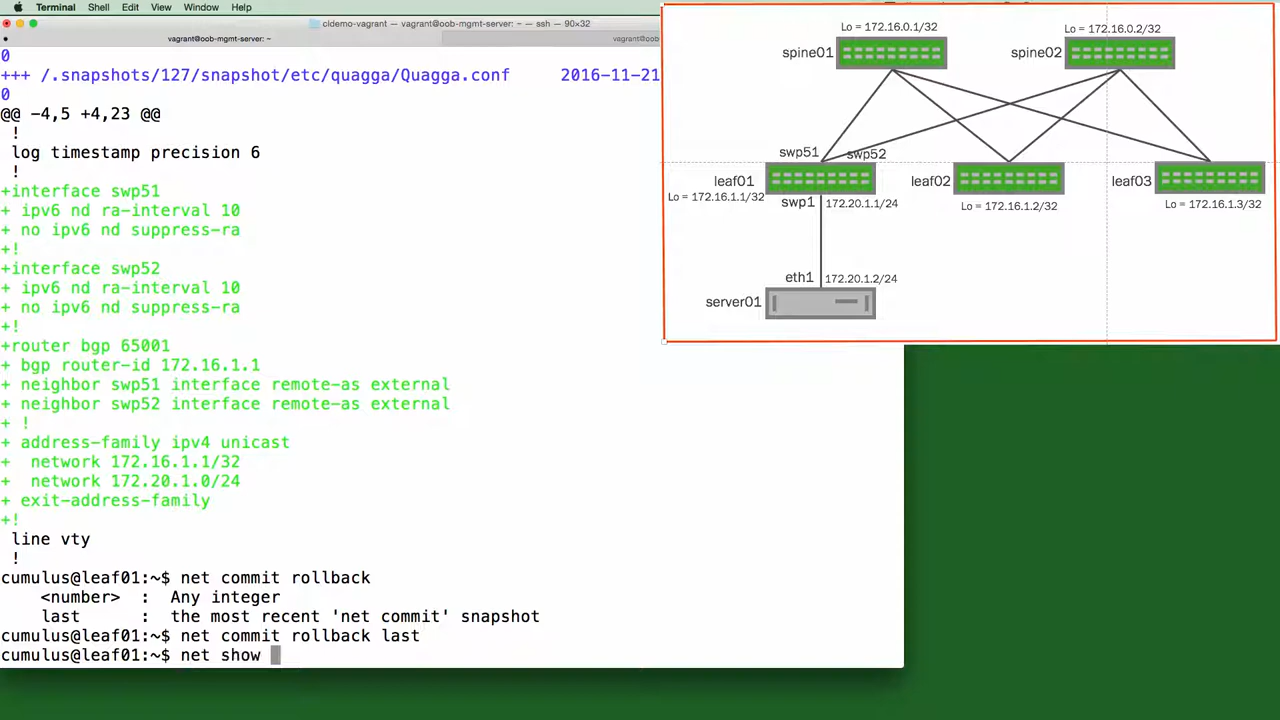 Terminal Shell Edit View Window Help
cldemo-vagrant — vagrant@oob-mgmt-server: ~ — ssh — 90×32
vagrant@oob-mgmt-server: ~
vagrant@oob-mgmt-
0
+++ /.snapshots/127/snapshot/etc/quagga/Quagga.conf 2016-11-21
0
@@ -4,5 +4,23 @@
!
log timestamp precision 6
!
+interface swp51
+ ipv6 nd ra-interval 10
+ no ipv6 nd suppress-ra
+!
+interface swp52
+ ipv6 nd ra-interval 10
+ no ipv6 nd suppress-ra
+!
+router bgp 65001
+ bgp router-id 172.16.1.1
+ neighbor swp51 interface remote-as external
+ neighbor swp52 interface remote-as external
+ !
+ address-family ipv4 unicast
+  network 172.16.1.1/32
+  network 172.20.1.0/24
+ exit-address-family
+!
line vty
!
cumulus@leaf01:~$ net commit rollback
<number> : Any integer
last : the most recent 'net commit' snapshot
cumulus@leaf01:~$ net commit rollback last
cumulus@leaf01:~$ net show
Lo = 172.16.0.1/32
Lo = 172.16.0.2/32
spine01
spine02
swp51
swp52
leaf01
leaf02
leaf03
Lo = 172.16.1.1/32
swp1
172.20.1.1/24
Lo = 172.16.1.2/32
Lo = 172.16.1.3/32
eth1
172.20.1.2/24
server01